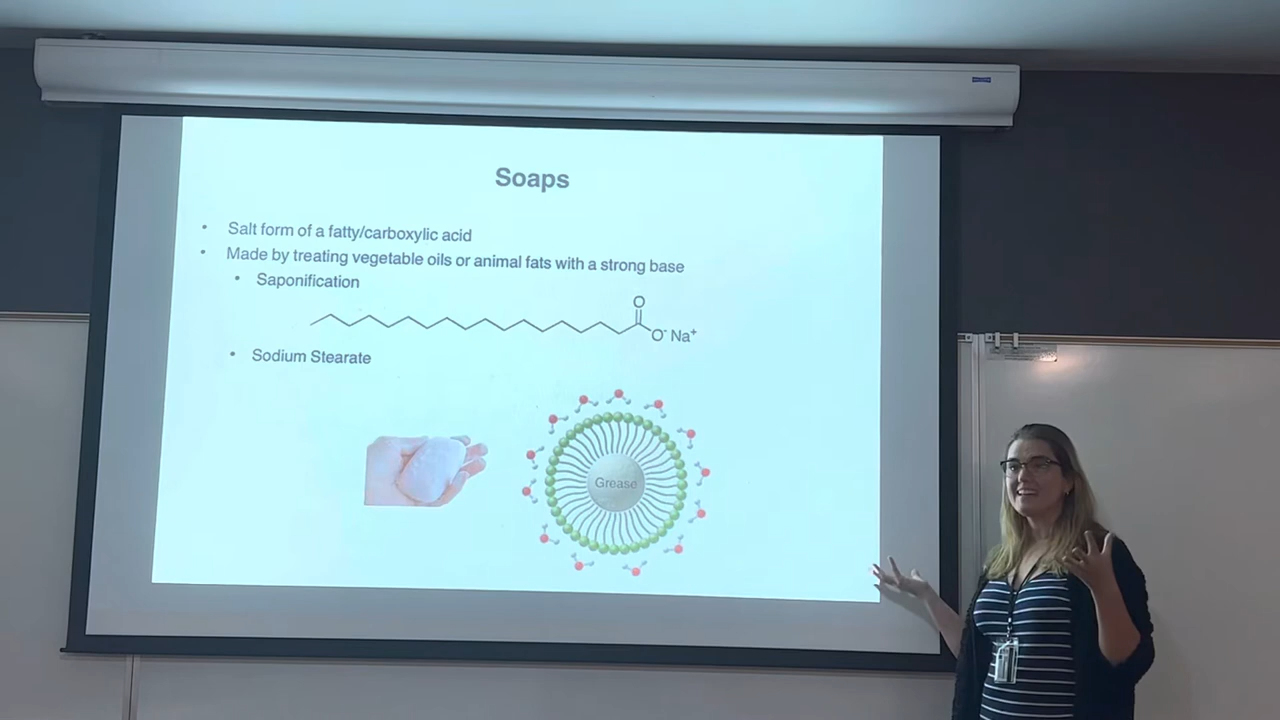 Soaps
• Salt form of a fatty/carboxylic acid
• Made by treating vegetable oils or animal fats with a strong base
• Saponification
O
O⁻ Na⁺
• Sodium Stearate
Grease